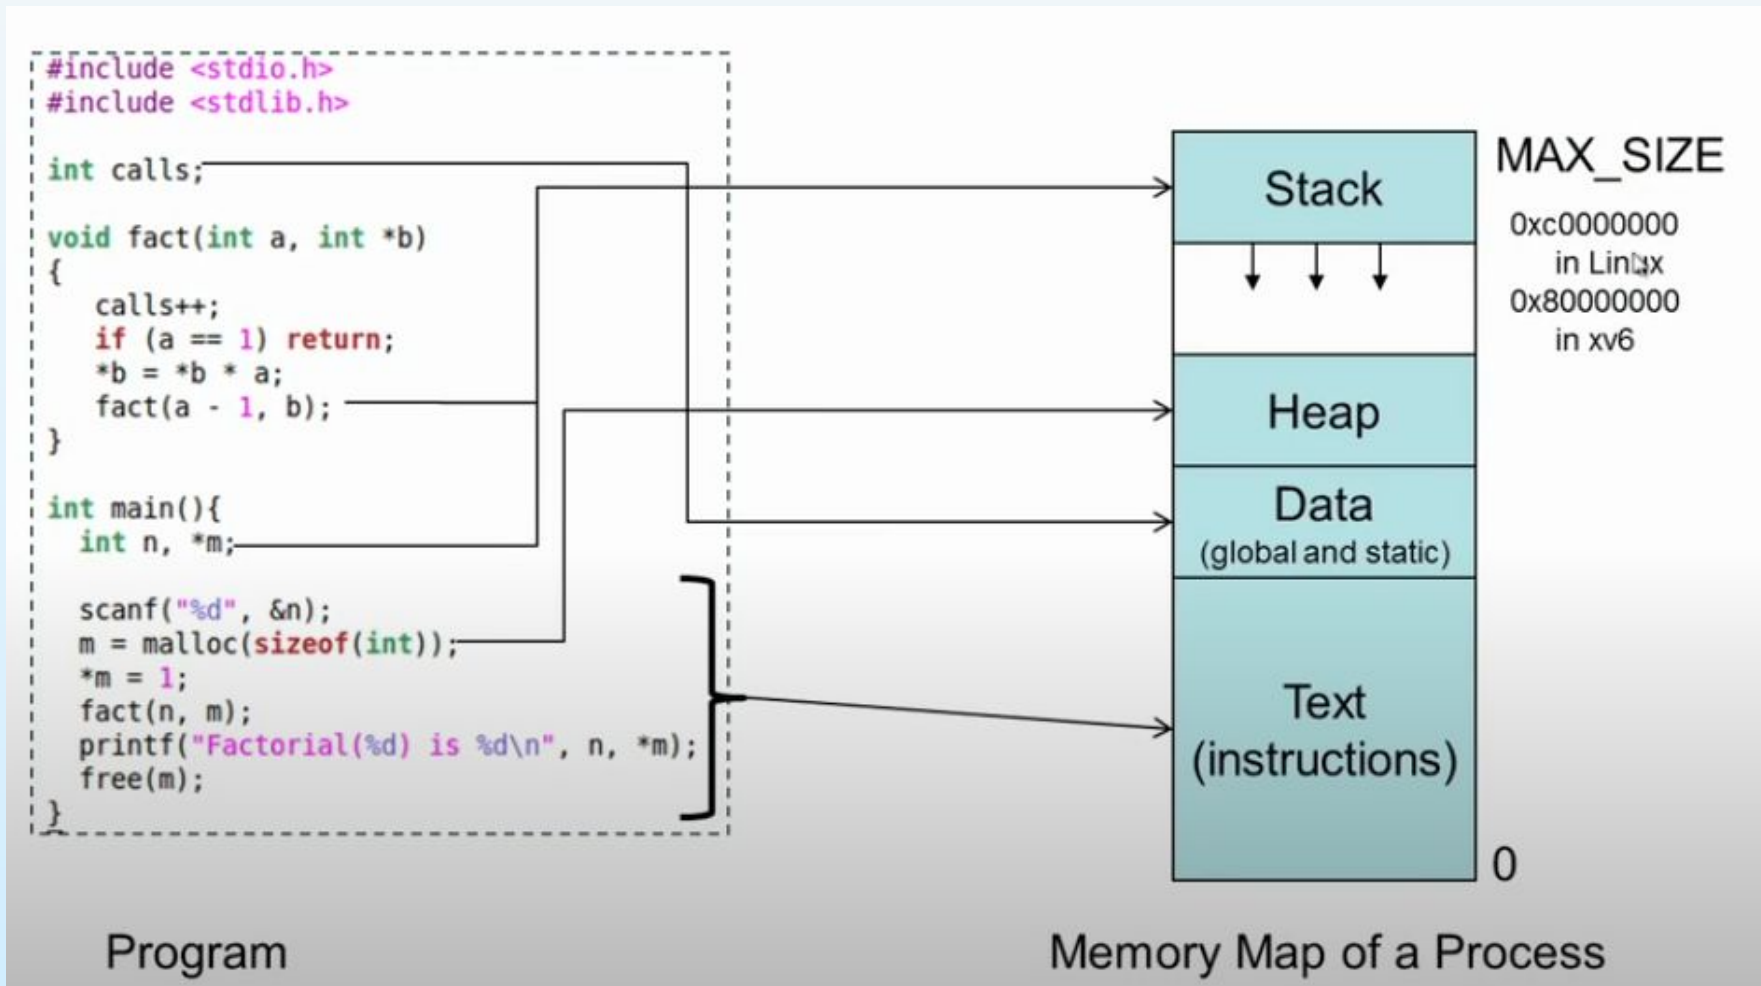 #include <stdio.h>
#include <stdlib.h>
int calls;
void fact(int a, int *b)
{
calls++;
if (a == 1) return;
*b = *b * a;
fact(a - 1, b);
}
int main(){
int n, *m;
scanf("%d", &n);
m = malloc(sizeof(int));
*m = 1;
fact(n, m);
printf("Factorial(%d) is %d\n", n, *m);
free(m);
}
Program
Stack
Heap
Data
(global and static)
Text
(instructions)
MAX_SIZE
0xc0000000
in Linux
0x80000000
in xv6
0
Memory Map of a Process